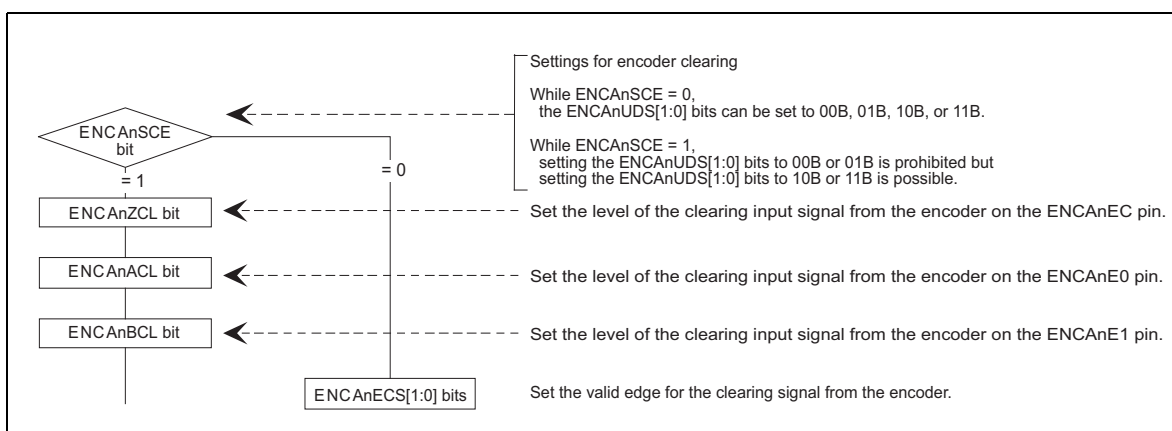 Settings for encoder clearing
While ENCAnSCE = 0,
the ENCAnUDS[1:0] bits can be set to 00B, 01B, 10B, or 11B.
While ENCAnSCE = 1,
setting the ENCAnUDS[1:0] bits to 00B or 01B is prohibited but
setting the ENCAnUDS[1:0] bits to 10B or 11B is possible.
ENCAnSCE
bit
= 1
= 0
ENCAnZCL bit
Set the level of the clearing input signal from the encoder on the ENCAnEC pin.
ENCAnACL bit
Set the level of the clearing input signal from the encoder on the ENCAnE0 pin.
ENCAnBCL bit
Set the level of the clearing input signal from the encoder on the ENCAnE1 pin.
ENCAnECS[1:0] bits
Set the valid edge for the clearing signal from the encoder.